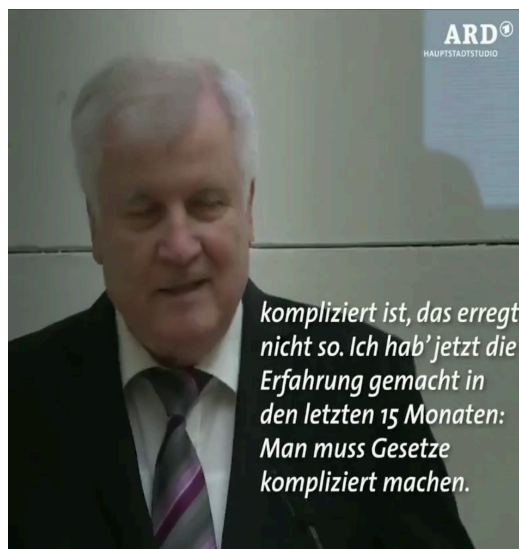 ARD
HAUPTSTADTSTUDIO
kompliziert ist, das erregt
nicht so. Ich hab' jetzt die
Erfahrung gemacht in
den letzten 15 Monaten:
Man muss Gesetze
kompliziert machen.